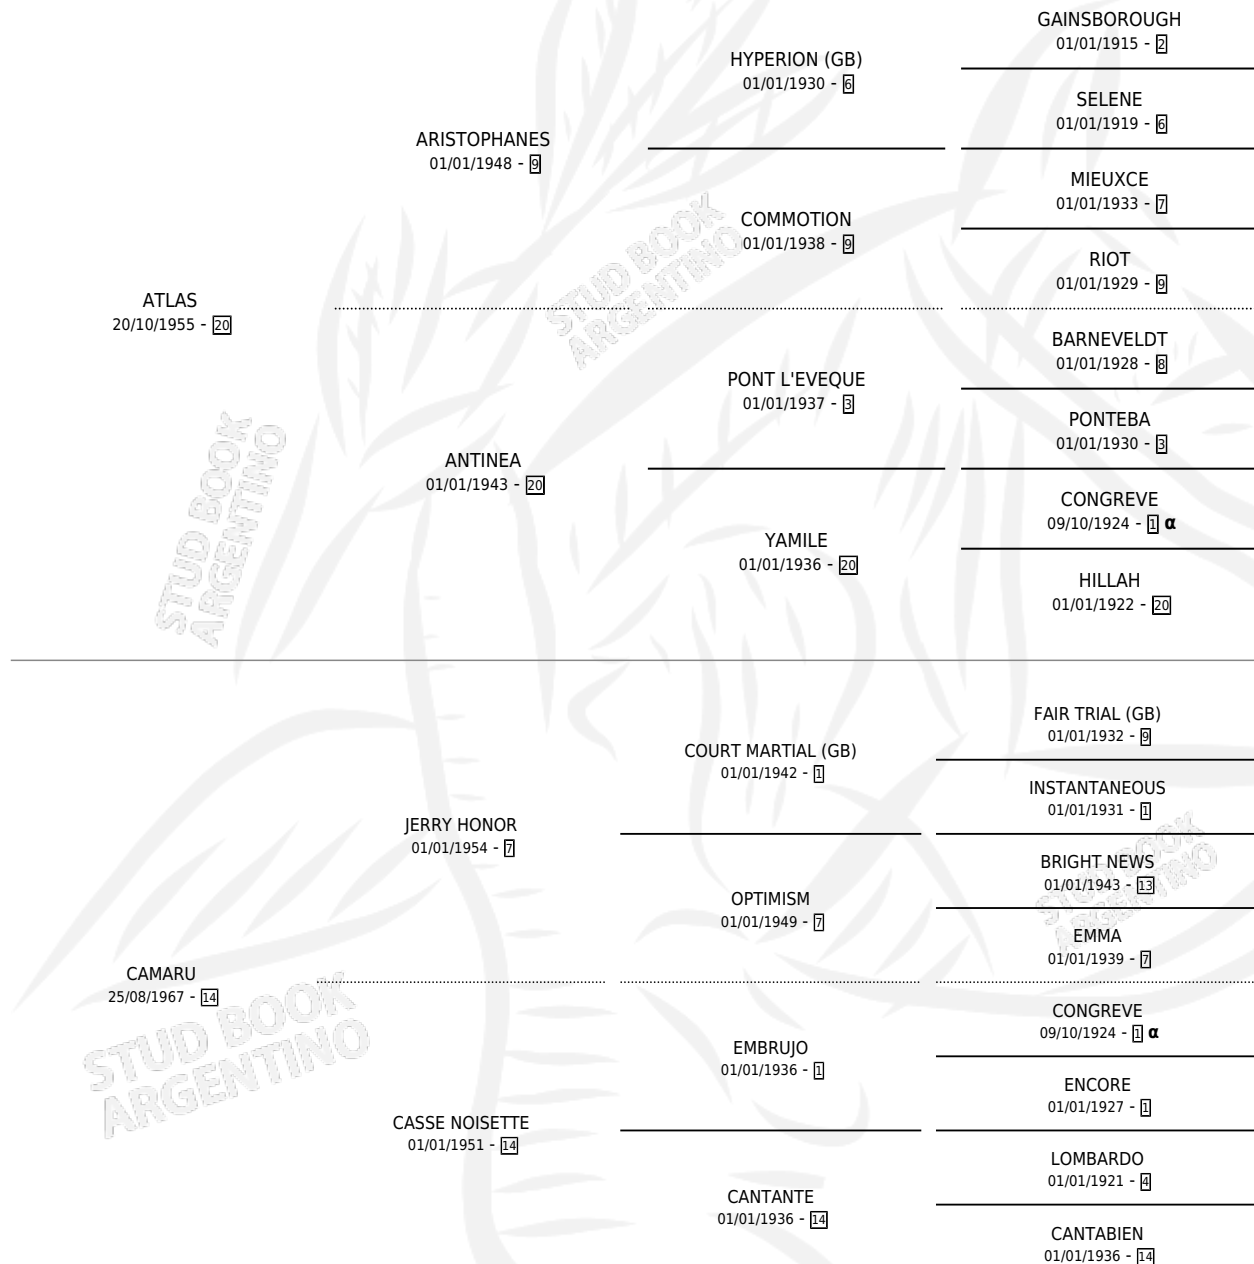 GAINSBOROUGH
01/01/1915 - 2
HYPERION (GB)
01/01/1930 - 6
SELENE
01/01/1919 - 6
ARISTOPHANES
01/01/1948 - 9
MIEUXCE
01/01/1933 - 7
COMMOTION
01/01/1938 - 9
RIOT
01/01/1929 - 9
ATLAS
20/10/1955 - 20
BARNEVELDT
01/01/1928 - 8
PONT L'EVEQUE
01/01/1937 - 3
PONTEBA
01/01/1930 - 3
ANTINEA
01/01/1943 - 20
CONGREVE
09/10/1924 - 1 α
YAMILE
01/01/1936 - 20
HILLAH
01/01/1922 - 20
FAIR TRIAL (GB)
01/01/1932 - 9
COURT MARTIAL (GB)
01/01/1942 - 1
INSTANTANEOUS
01/01/1931 - 1
JERRY HONOR
01/01/1954 - 7
BRIGHT NEWS
01/01/1943 - 13
OPTIMISM
01/01/1949 - 7
EMMA
01/01/1939 - 7
CAMARU
25/08/1967 - 14
CONGREVE
09/10/1924 - 1 α
EMBRUJO
01/01/1936 - 1
ENCORE
01/01/1927 - 1
CASSE NOISETTE
01/01/1951 - 14
LOMBARDO
01/01/1921 - 4
CANTANTE
01/01/1936 - 14
CANTABIEN
01/01/1936 - 14
STUD BOOK
ARGENTINO
STUD BOOK
ARGENTINO
STUD BOOK
ARGENTINO
STUD BOOK
ARGENTINO